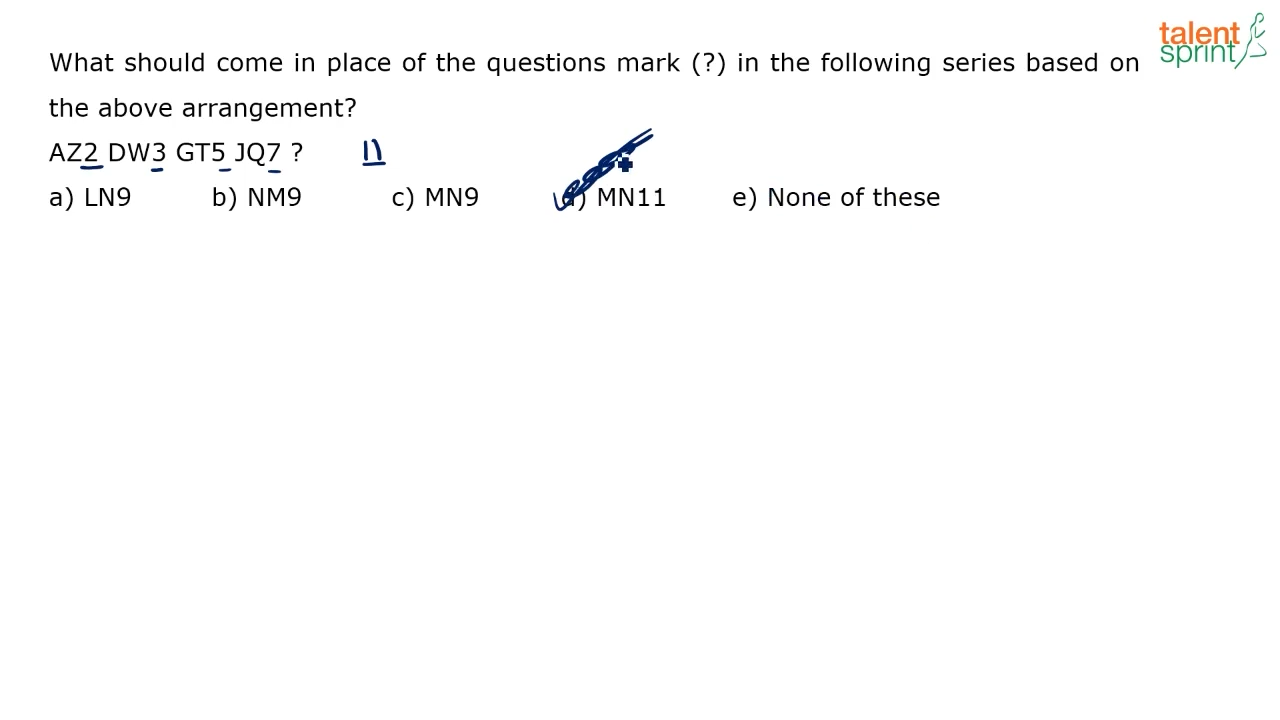 talent
sprint
What should come in place of the questions mark (?) in the following series based on
the above arrangement?
AZ2 DW3 GT5 JQ7 ? 11
a) LN9 b) NM9 c) MN9 d) MN11 e) None of these